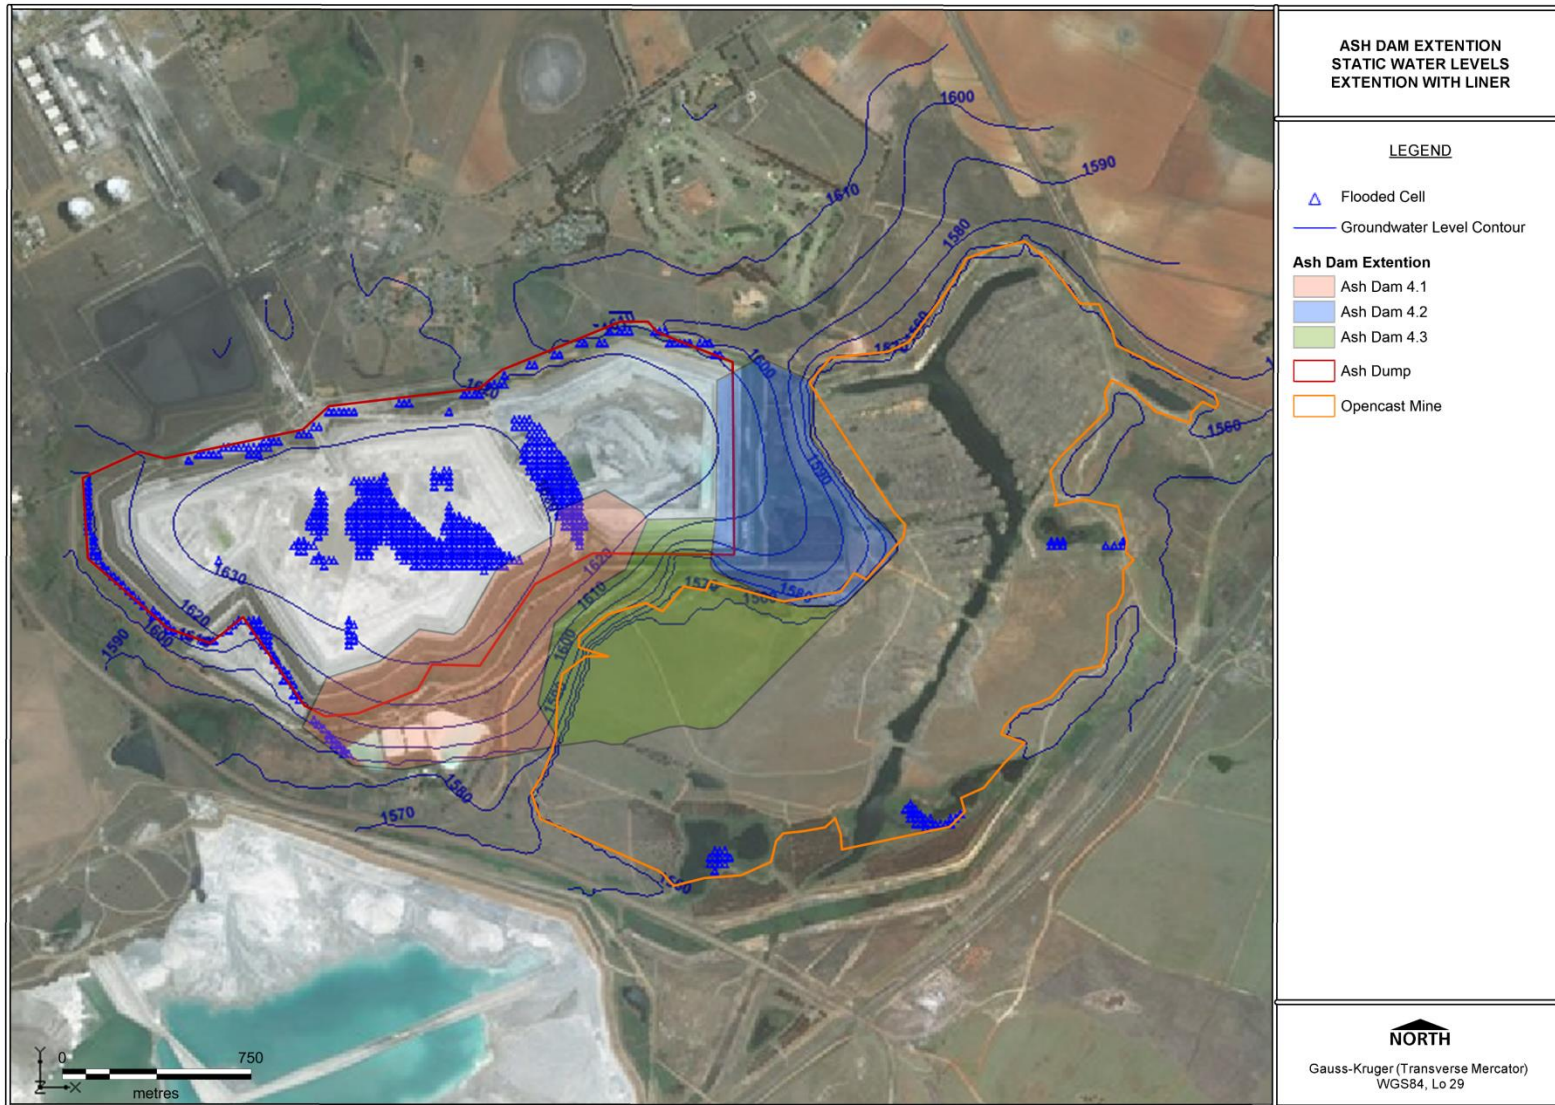 ASH DAM EXTENTION
STATIC WATER LEVELS
EXTENTION WITH LINER
LEGEND
Flooded Cell
Groundwater Level Contour
Ash Dam Extention
Ash Dam 4.1
Ash Dam 4.2
Ash Dam 4.3
Ash Dump
Opencast Mine
1600
1590
1610
1580
1560
1600
1590
1560
1620
1630
1610
1620
1570
1580
1600
1590
1600
1580
1570
Y
Z
X
0
750
metres
NORTH
Gauss-Kruger (Transverse Mercator)
WGS84, Lo 29